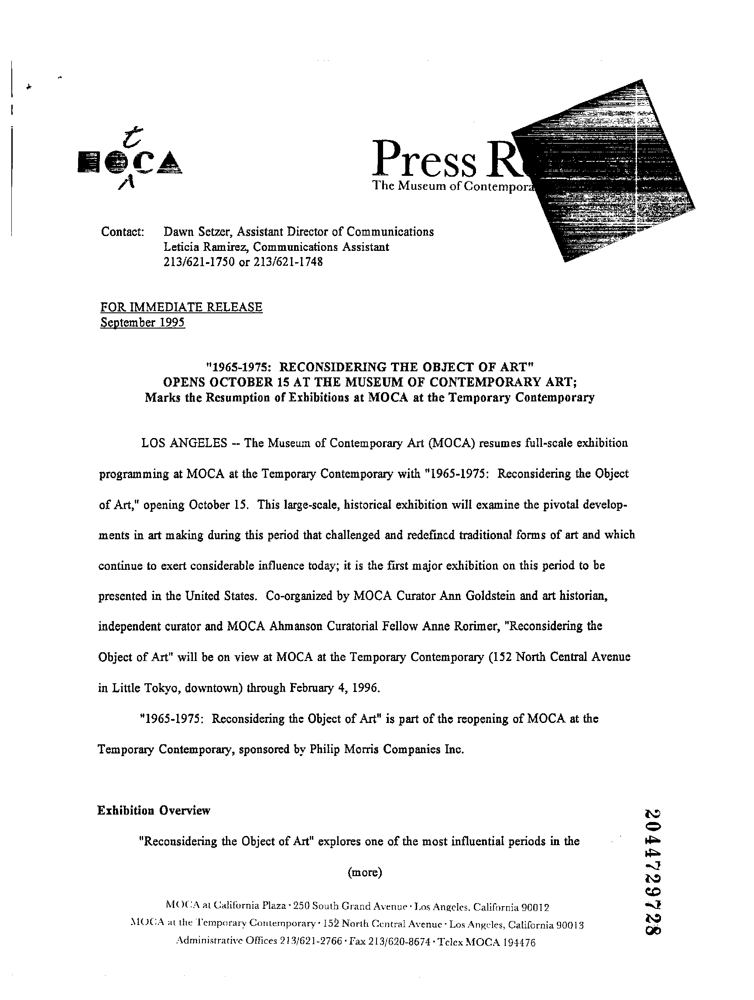 t
MOCA
Press R
The Museum of Contempora
Contact: Dawn Setzer, Assistant Director of Communications
Leticia Ramirez, Communications Assistant
213/621-1750 or 213/621-1748
FOR IMMEDIATE RELEASE
September 1995
"1965-1975: RECONSIDERING THE OBJECT OF ART"
OPENS OCTOBER 15 AT THE MUSEUM OF CONTEMPORARY ART;
Marks the Resumption of Exhibitions at MOCA at the Temporary Contemporary
LOS ANGELES -- The Museum of Contemporary Art (MOCA) resumes full-scale exhibition
programming at MOCA at the Temporary Contemporary with "1965-1975: Reconsidering the Object
of Art," opening October 15. This large-scale, historical exhibition will examine the pivotal develop-
ments in art making during this period that challenged and redefined traditional forms of art and which
continue to exert considerable influence today; it is the first major exhibition on this period to be
presented in the United States. Co-organized by MOCA Curator Ann Goldstein and art historian,
independent curator and MOCA Ahmanson Curatorial Fellow Anne Rorimer, "Reconsidering the
Object of Art" will be on view at MOCA at the Temporary Contemporary (152 North Central Avenue
in Little Tokyo, downtown) through February 4, 1996.
"1965-1975: Reconsidering the Object of Art" is part of the reopening of MOCA at the
Temporary Contemporary, sponsored by Philip Morris Companies Inc.
Exhibition Overview
"Reconsidering the Object of Art" explores one of the most influential periods in the
(more)
MOCA at California Plaza · 250 South Grand Avenue · Los Angeles, California 90012
MOCA at the Temporary Contemporary · 152 North Central Avenue · Los Angeles, California 90013
Administrative Offices 213/621-2766 · Fax 213/620-8674 · Telex MOCA 194476
2044729728